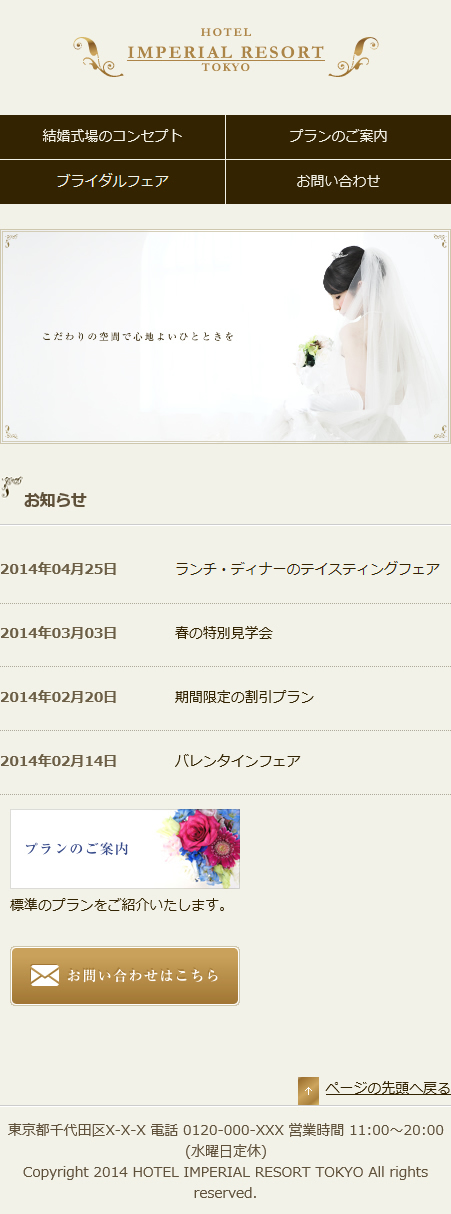 HOTEL
IMPERIAL RESORT
TOKYO
結婚式場のコンセプト
プランのご案内
ブライダルフェア
お問い合わせ
こだわりの空間で心地よいひとときを
お知らせ
2014年04月25日 ランチ・ディナーのテイスティングフェア
2014年03月03日 春の特別見学会
2014年02月20日 期間限定の割引プラン
2014年02月14日 バレンタインフェア
プランのご案内
標準のプランをご紹介いたします。
お問い合わせはこちら
ページの先頭へ戻る
東京都千代田区X-X-X 電話 0120-000-XXX 営業時間 11:00～20:00
(水曜日定休)
Copyright 2014 HOTEL IMPERIAL RESORT TOKYO All rights
reserved.